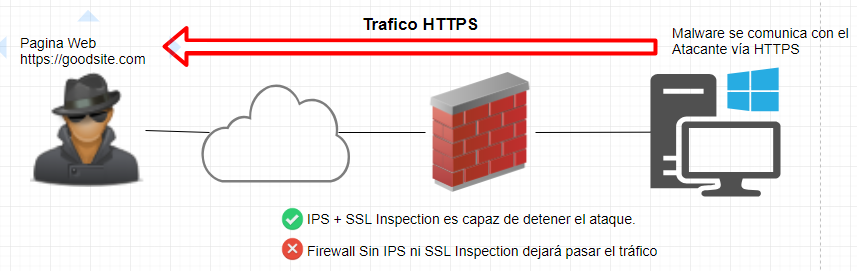 Trafico HTTPS
Pagina Web
https://goodsite.com
Malware se comunica con el
Atacante vía HTTPS
IPS + SSL Inspection es capaz de detener el ataque.
Firewall Sin IPS ni SSL Inspection dejará pasar el tráfico